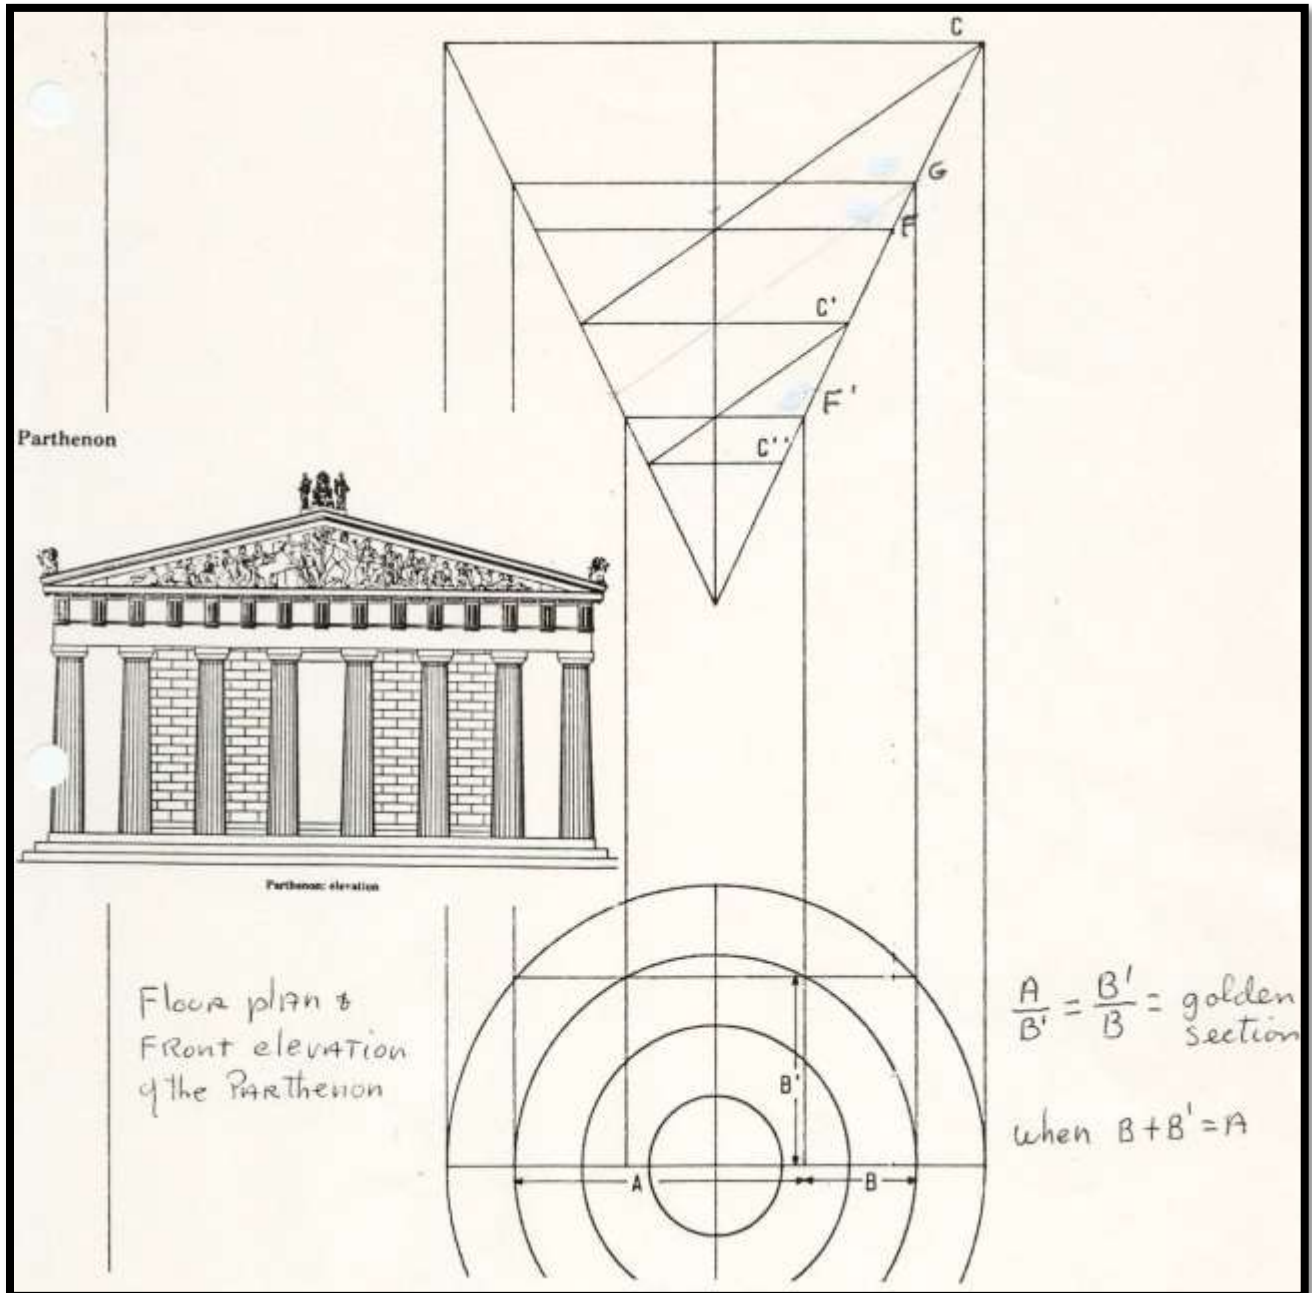 C
G
F
C'
F'
C''
Parthenon
Parthenon: elevation
Floor plan &
Front elevation
of the Parthenon
A/B' = B'/B = golden
section
when B+B'=A
B'
A
B